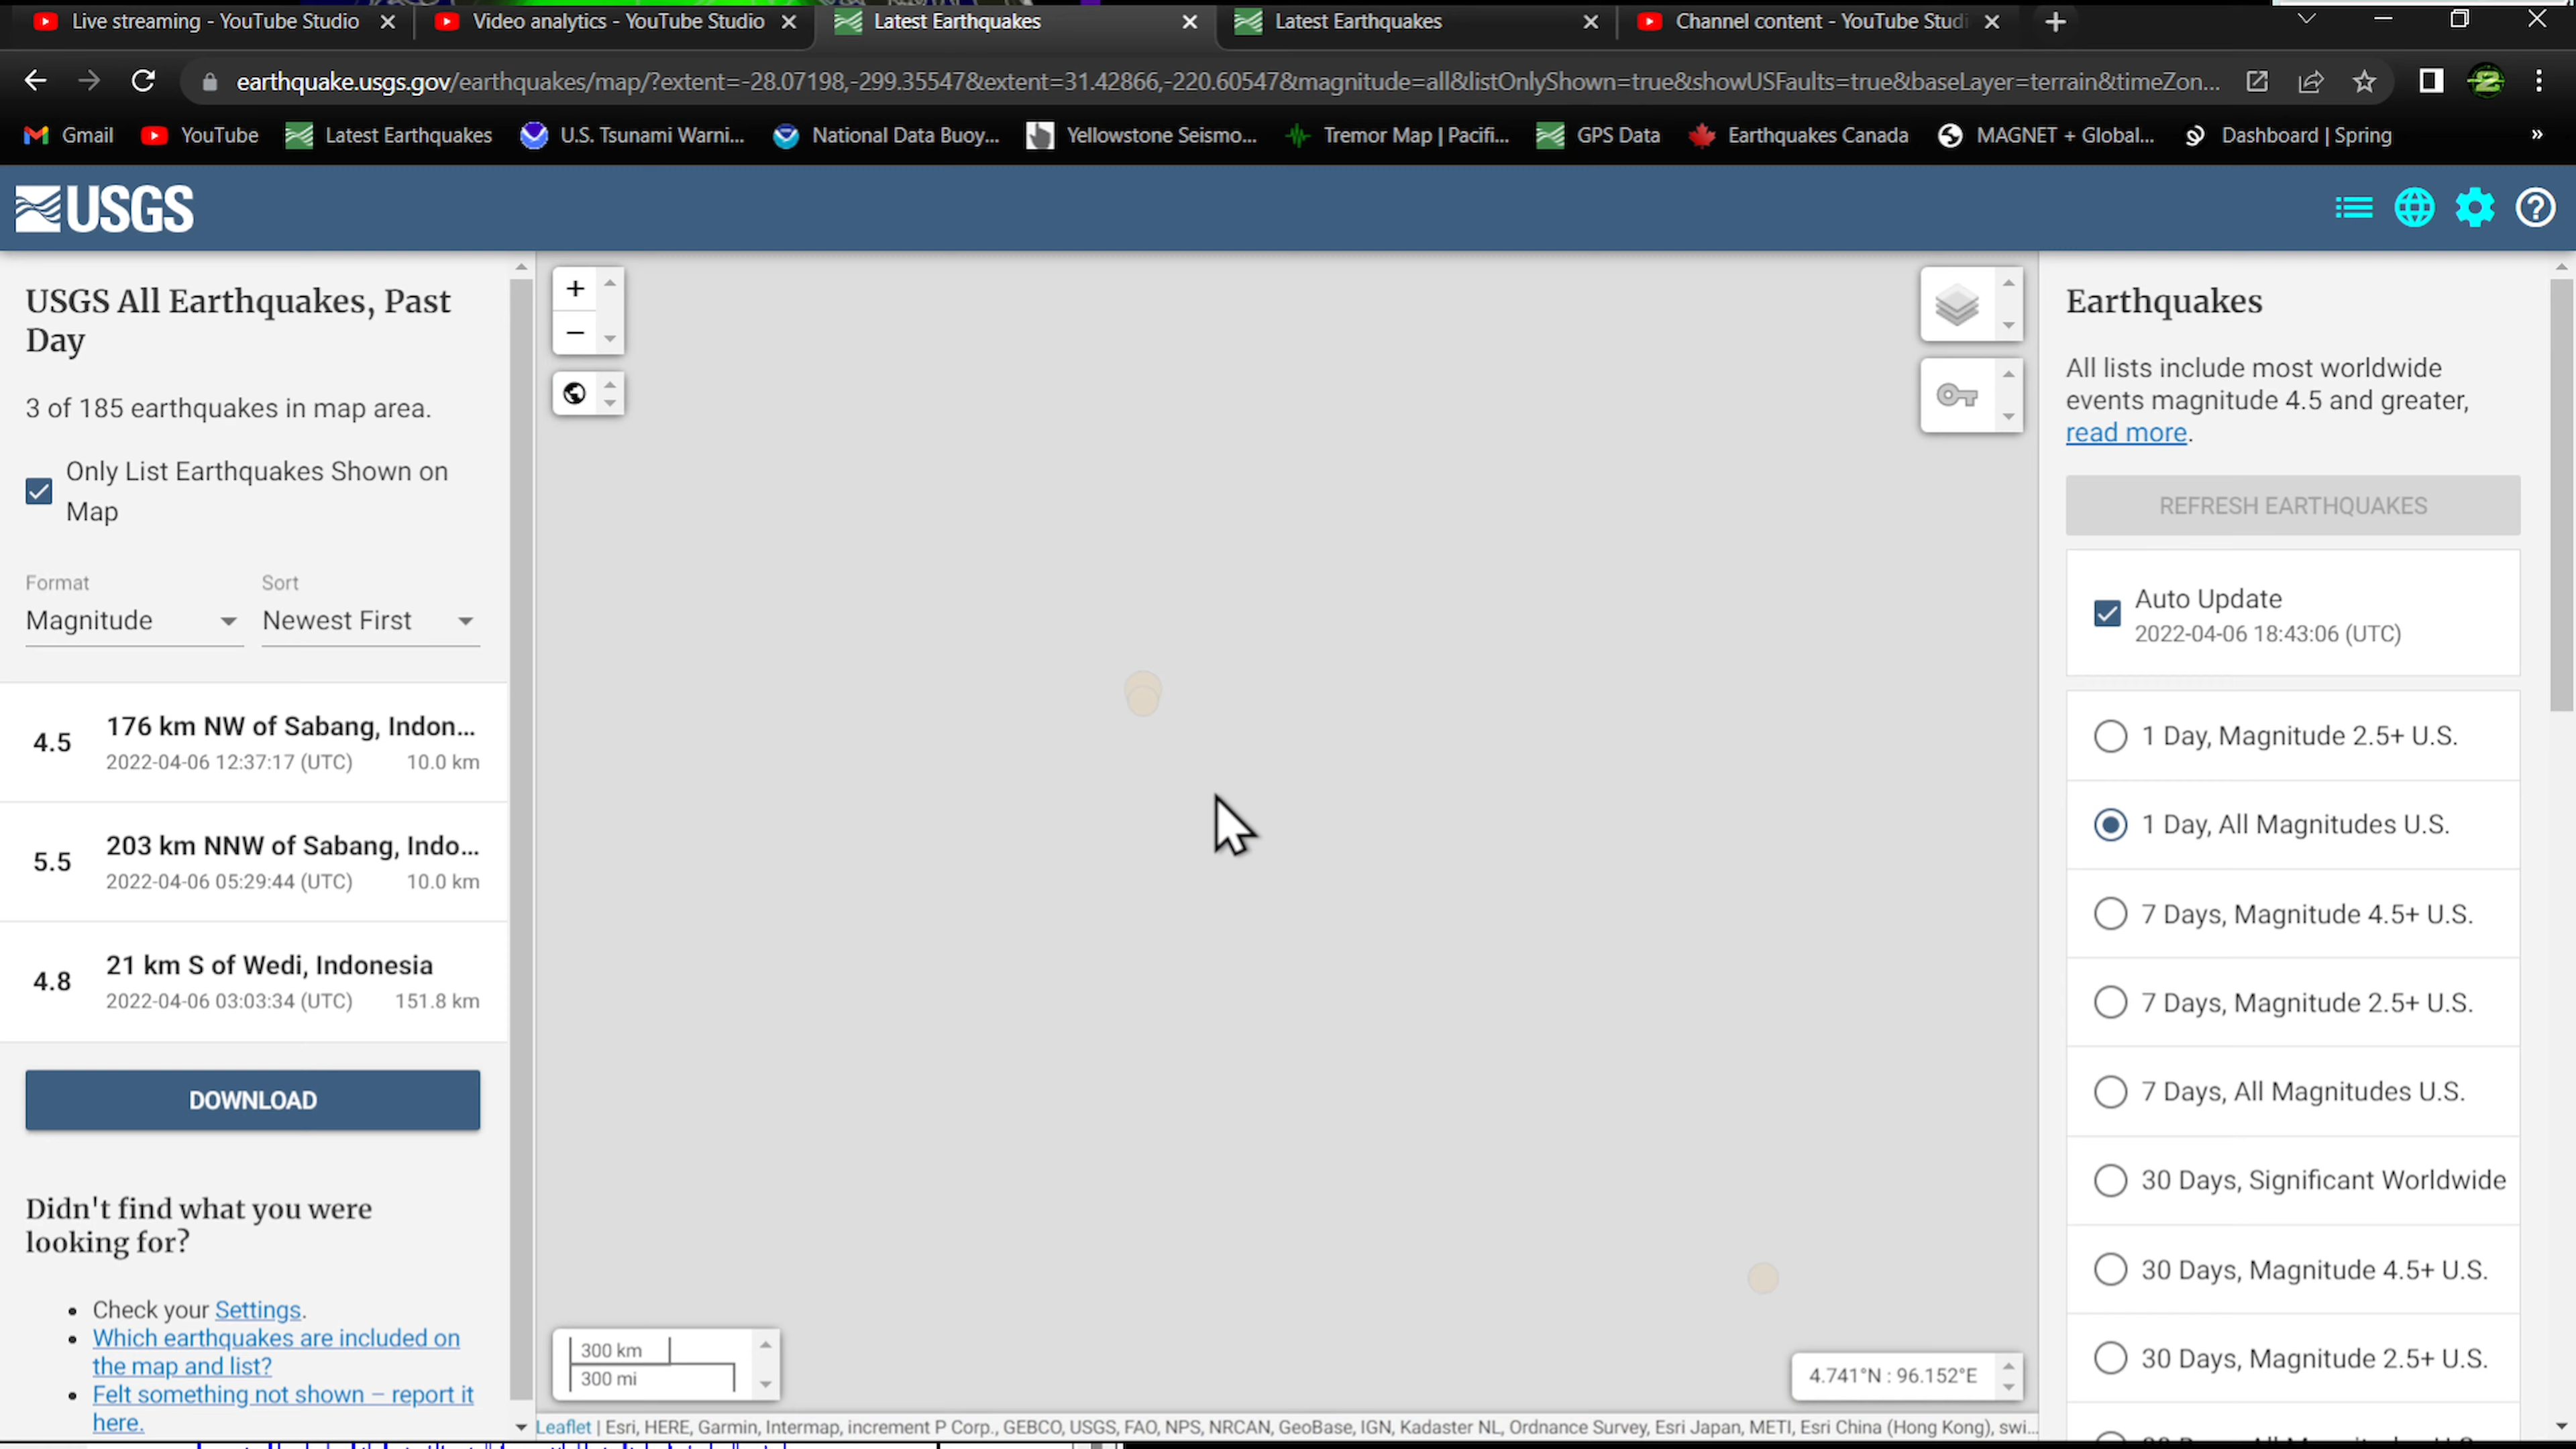 Live streaming - YouTube Studio
Video analytics - YouTube Studio
Latest Earthquakes
Latest Earthquakes
Channel content - YouTube Studi
earthquake.usgs.gov/earthquakes/map/?extent=-28.07198,-299.35547&extent=31.42866,-220.60547&magnitude=all&listOnlyShown=true&showUSFaults=true&baseLayer=terrain&timeZon...
Gmail
YouTube
Latest Earthquakes
U.S. Tsunami Warni...
National Data Buoy...
Yellowstone Seismo...
Tremor Map | Pacifi...
GPS Data
Earthquakes Canada
MAGNET + Global...
Dashboard | Spring
»
USGS
USGS All Earthquakes, Past
Day
3 of 185 earthquakes in map area.
Only List Earthquakes Shown on
Map
Format
Sort
Magnitude
Newest First
4.5
176 km NW of Sabang, Indon...
2022-04-06 12:37:17 (UTC)
10.0 km
5.5
203 km NNW of Sabang, Indo...
2022-04-06 05:29:44 (UTC)
10.0 km
4.8
21 km S of Wedi, Indonesia
2022-04-06 03:03:34 (UTC)
151.8 km
DOWNLOAD
Didn't find what you were
looking for?
• Check your Settings.
• Which earthquakes are included on
the map and list?
• Felt something not shown – report it
here.
+
−
300 km
300 mi
4.741°N : 96.152°E
Leaflet | Esri, HERE, Garmin, Intermap, increment P Corp., GEBCO, USGS, FAO, NPS, NRCAN, GeoBase, IGN, Kadaster NL, Ordnance Survey, Esri Japan, METI, Esri China (Hong Kong), swi...
Earthquakes
All lists include most worldwide
events magnitude 4.5 and greater,
read more.
REFRESH EARTHQUAKES
Auto Update
2022-04-06 18:43:06 (UTC)
1 Day, Magnitude 2.5+ U.S.
1 Day, All Magnitudes U.S.
7 Days, Magnitude 4.5+ U.S.
7 Days, Magnitude 2.5+ U.S.
7 Days, All Magnitudes U.S.
30 Days, Significant Worldwide
30 Days, Magnitude 4.5+ U.S.
30 Days, Magnitude 2.5+ U.S.